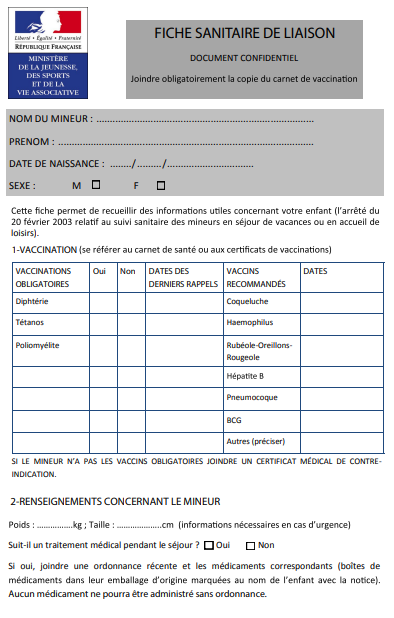 Liberté • Égalité • Fraternité
RÉPUBLIQUE FRANÇAISE
MINISTÈRE
DE LA JEUNESSE,
DES SPORTS
ET DE LA
VIE ASSOCIATIVE
FICHE SANITAIRE DE LIAISON
DOCUMENT CONFIDENTIEL
Joindre obligatoirement la copie du carnet de vaccination
NOM DU MINEUR : ................................................................................
PRENOM : ................................................................................
DATE DE NAISSANCE : ......../........./................................
SEXE : M ☐ F ☐
Cette fiche permet de recueillir des informations utiles concernant votre enfant (l'arrêté du
20 février 2003 relatif au suivi sanitaire des mineurs en séjour de vacances ou en accueil de
loisirs).
1-VACCINATION (se référer au carnet de santé ou aux certificats de vaccinations)
VACCINATIONS OBLIGATOIRES Oui Non DATES DES DERNIERS RAPPELS VACCINS RECOMMANDÉS DATES
Diphtérie Coqueluche
Tétanos Haemophilus
Poliomyélite Rubéole-Oreillons-
Rougeole
Hépatite B
Pneumocoque
BCG
Autres (préciser)
SI LE MINEUR N'A PAS LES VACCINS OBLIGATOIRES JOINDRE UN CERTIFICAT MÉDICAL DE CONTRE-
INDICATION.
2-RENSEIGNEMENTS CONCERNANT LE MINEUR
Poids : ...............kg ; Taille : ..................cm (informations nécessaires en cas d'urgence)
Suit-il un traitement médical pendant le séjour ? ☐ Oui ☐ Non
Si oui, joindre une ordonnance récente et les médicaments correspondants (boîtes de
médicaments dans leur emballage d'origine marquées au nom de l'enfant avec la notice).
Aucun médicament ne pourra être administré sans ordonnance.